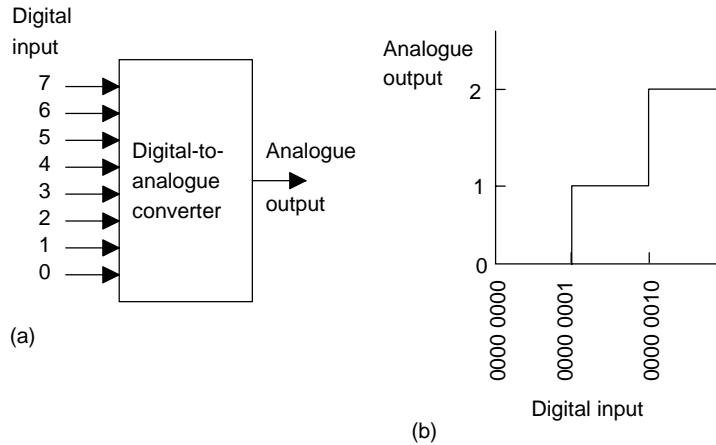 Digital
input
7
6
5
4
3
2
1
0
Digital-to-
analogue
converter
Analogue
output
(a)
Analogue
output
2
1
0
0000 0000
0000 0001
0000 0010
Digital input
(b)